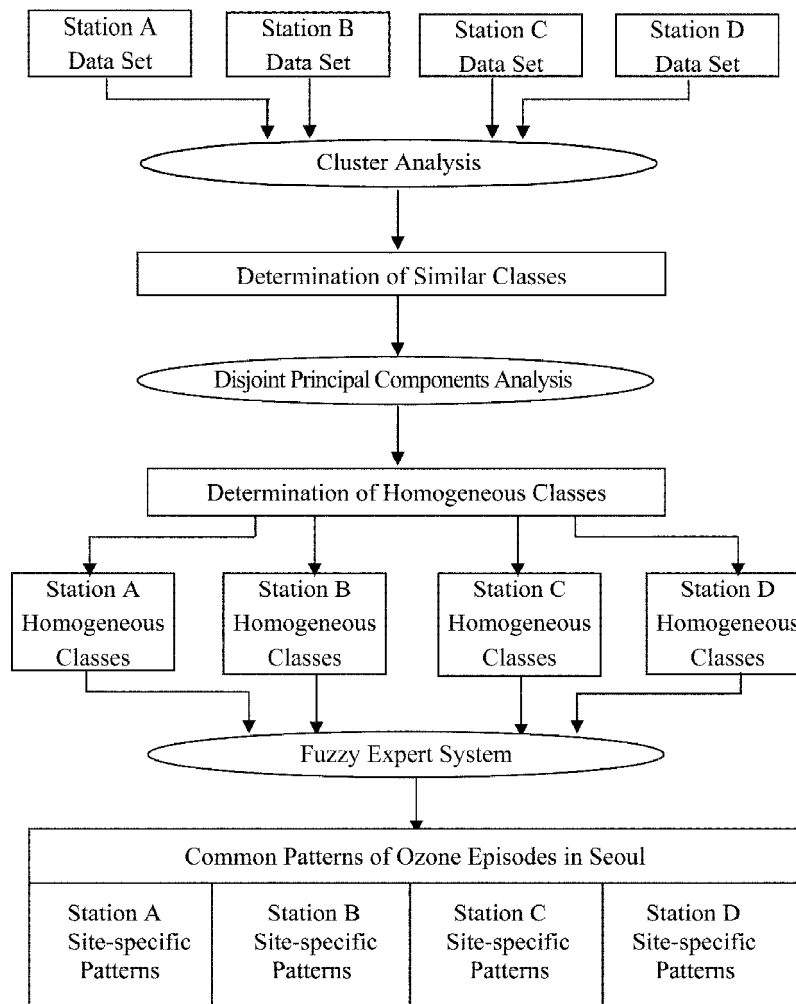 Station A
Data Set
Station B
Data Set
Station C
Data Set
Station D
Data Set
Cluster Analysis
Determination of Similar Classes
Disjoint Principal Components Analysis
Determination of Homogeneous Classes
Station A
Homogeneous
Classes
Station B
Homogeneous
Classes
Station C
Homogeneous
Classes
Station D
Homogeneous
Classes
Fuzzy Expert System
Common Patterns of Ozone Episodes in Seoul
Station A
Site-specific
Patterns
Station B
Site-specific
Patterns
Station C
Site-specific
Patterns
Station D
Site-specific
Patterns